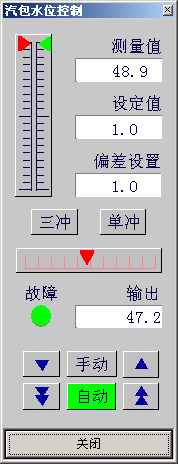 汽包水位控制
测量值
48.9
设定值
1.0
偏差设置
1.0
三冲 单冲
故障 输出
47.2
手动
自动
关闭